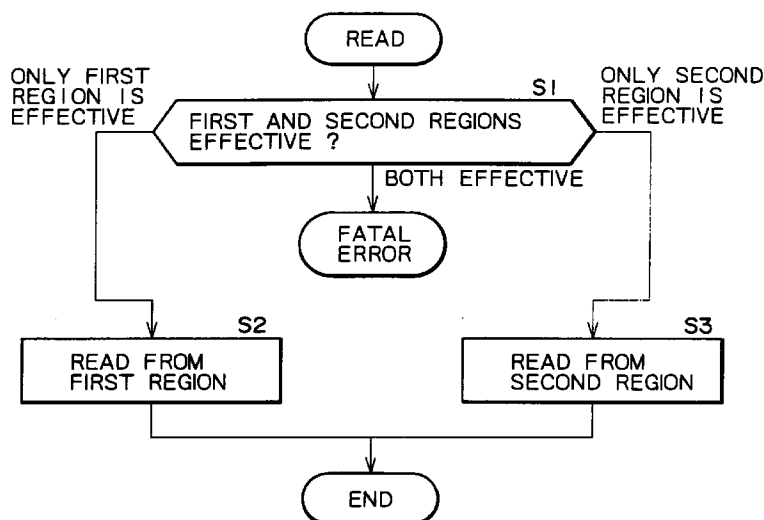 READ
ONLY FIRST
REGION IS
EFFECTIVE
S1
ONLY SECOND
REGION IS
EFFECTIVE
FIRST AND SECOND REGIONS
EFFECTIVE ?
BOTH EFFECTIVE
FATAL
ERROR
S2
READ FROM
FIRST REGION
S3
READ FROM
SECOND REGION
END